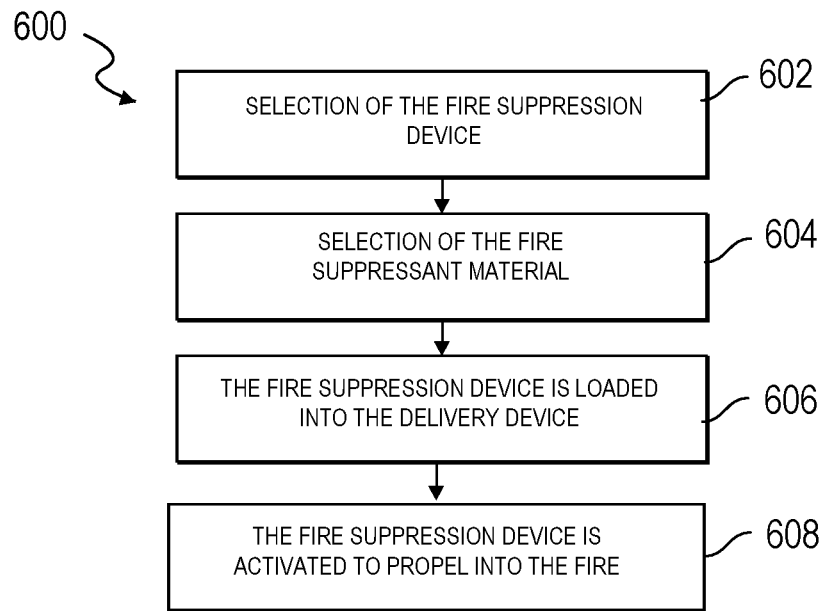 600
SELECTION OF THE FIRE SUPPRESSION
DEVICE
602
SELECTION OF THE FIRE
SUPPRESSANT MATERIAL
604
THE FIRE SUPPRESSION DEVICE IS LOADED
INTO THE DELIVERY DEVICE
606
THE FIRE SUPPRESSION DEVICE IS
ACTIVATED TO PROPEL INTO THE FIRE
608